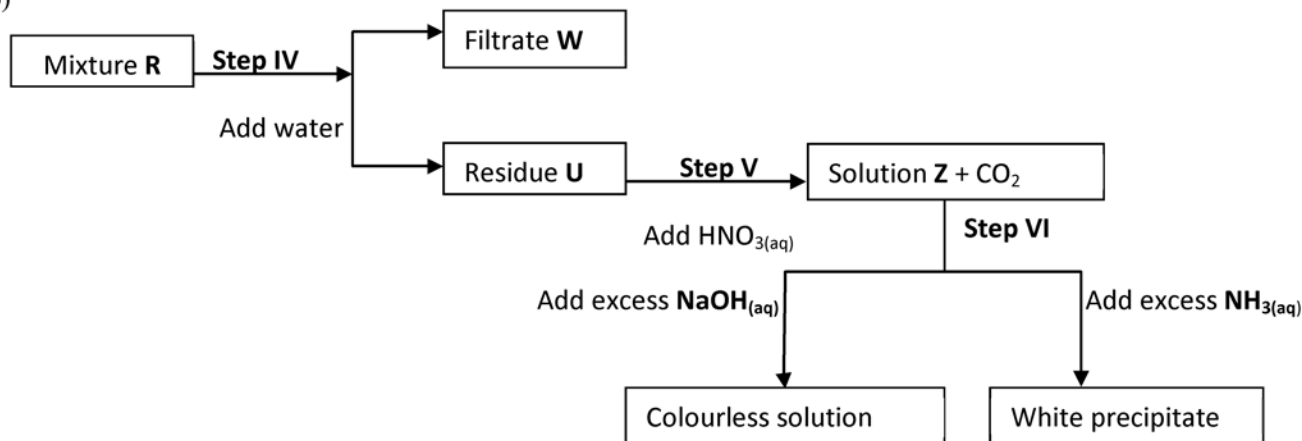 Mixture R
Step IV
Add water
Filtrate W
Residue U
Step V
Add HNO3(aq)
Solution Z + CO2
Step VI
Add excess NaOH(aq)
Add excess NH3(aq)
Colourless solution
White precipitate